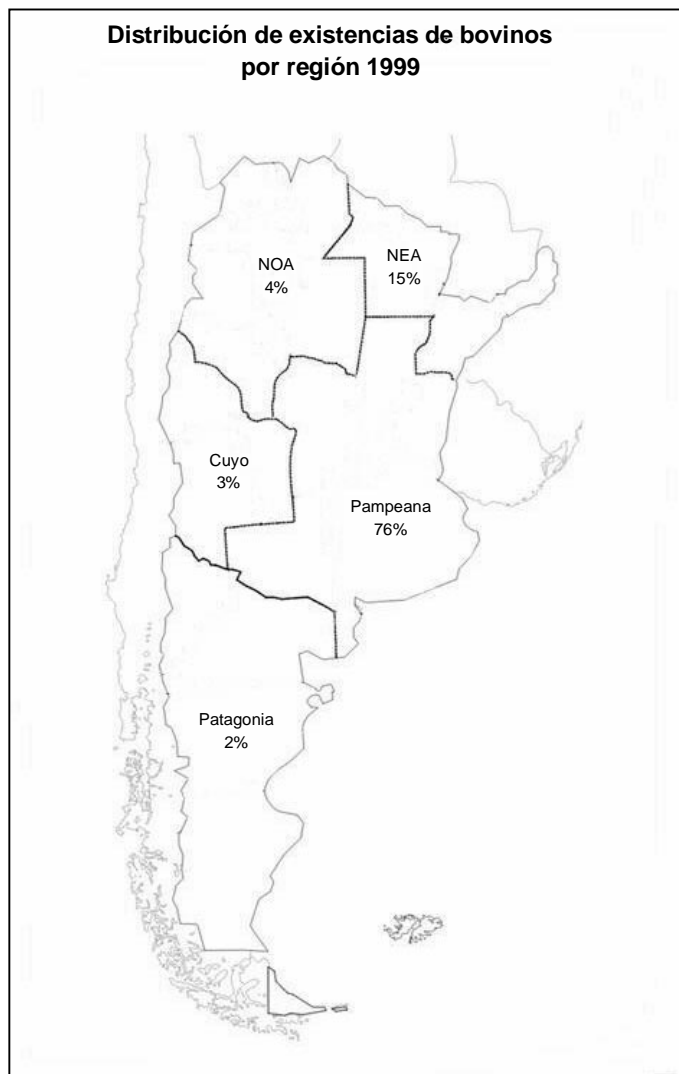 Distribución de existencias de bovinos
por región 1999
NOA
4%
NEA
15%
Cuyo
3%
Pampeana
76%
Patagonia
2%